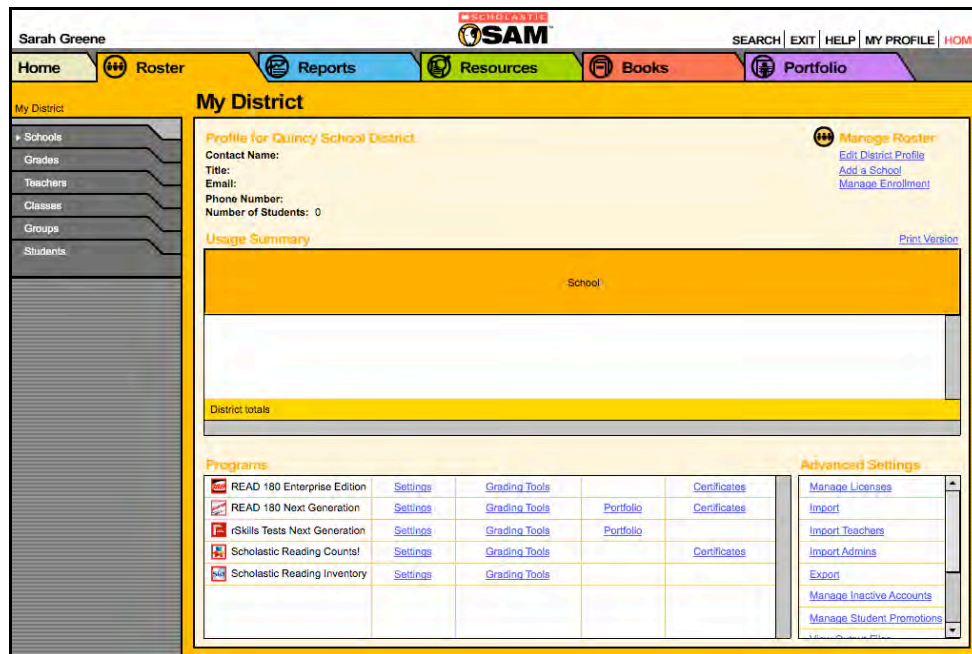 SCHOLASTIC
SAM
Sarah Greene
SEARCH EXIT HELP MY PROFILE HOM
Home Roster Reports Resources Books Portfolio
My District
My District
Schools
Grades
Teachers
Classes
Groups
Students
Profile for Quincy School District
Contact Name:
Title:
Email:
Phone Number:
Number of Students: 0
Manage Roster
Edit District Profile
Add a School
Manage Enrollment
Usage Summary
Print Version
School
District totals
Programs
READ 180 Enterprise Edition Settings Grading Tools Certificates
READ 180 Next Generation Settings Grading Tools Portfolio Certificates
rSkills Tests Next Generation Settings Grading Tools Portfolio
Scholastic Reading Counts! Settings Grading Tools Certificates
Scholastic Reading Inventory Settings Grading Tools
Advanced Settings
Manage Licenses
Import
Import Teachers
Import Admins
Export
Manage Inactive Accounts
Manage Student Promotions